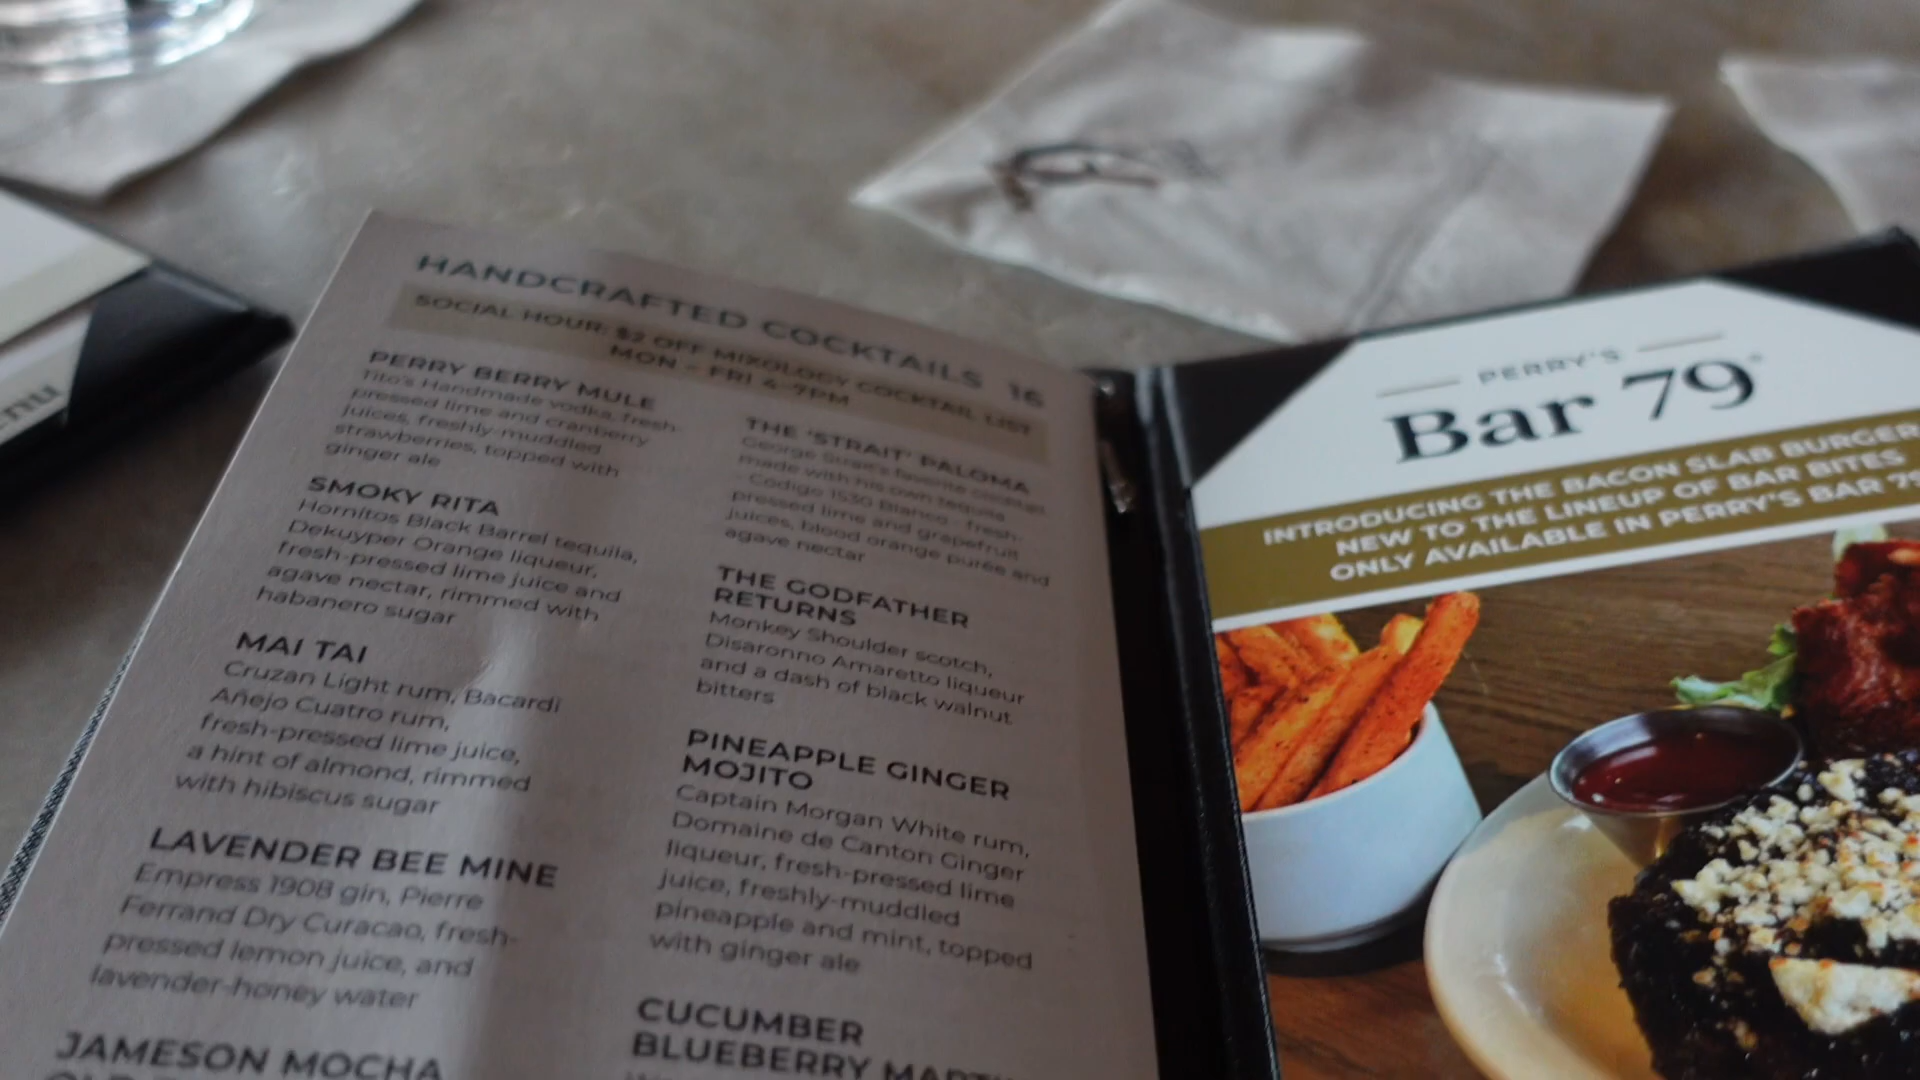 HANDCRAFTED COCKTAILS 16
SOCIAL HOUR: $2 OFF MIXOLOGY COCKTAIL LIST
MON - FRI 4-7PM
PERRY BERRY MULE
Tito's Handmade vodka, fresh-
pressed lime and cranberry
juices, freshly-muddled
strawberries, topped with
ginger ale
SMOKY RITA
Hornitos Black Barrel tequila,
Dekuyper Orange liqueur,
fresh-pressed lime juice and
agave nectar, rimmed with
habanero sugar
MAI TAI
Cruzan Light rum, Bacardi
Añejo Cuatro rum,
fresh-pressed lime juice,
a hint of almond, rimmed
with hibiscus sugar
LAVENDER BEE MINE
Empress 1908 gin, Pierre
Ferrand Dry Curacao, fresh-
pressed lemon juice, and
lavender-honey water
JAMESON MOCHA
THE 'STRAIT' PALOMA
George Strait's favorite cocktail
made with his own tequila
- Codigo 1530 Blanco - fresh-
pressed lime and grapefruit
juices, blood orange purée and
agave nectar
THE GODFATHER
RETURNS
Monkey Shoulder scotch,
Disaronno Amaretto liqueur
and a dash of black walnut
bitters
PINEAPPLE GINGER
MOJITO
Captain Morgan White rum,
Domaine de Canton Ginger
liqueur, fresh-pressed lime
juice, freshly-muddled
pineapple and mint, topped
with ginger ale
CUCUMBER
BLUEBERRY
PERRY'S
Bar 79°
INTRODUCING THE BACON SLAB BURGER
NEW TO THE LINEUP OF BAR BITES
ONLY AVAILABLE IN PERRY'S BAR 79